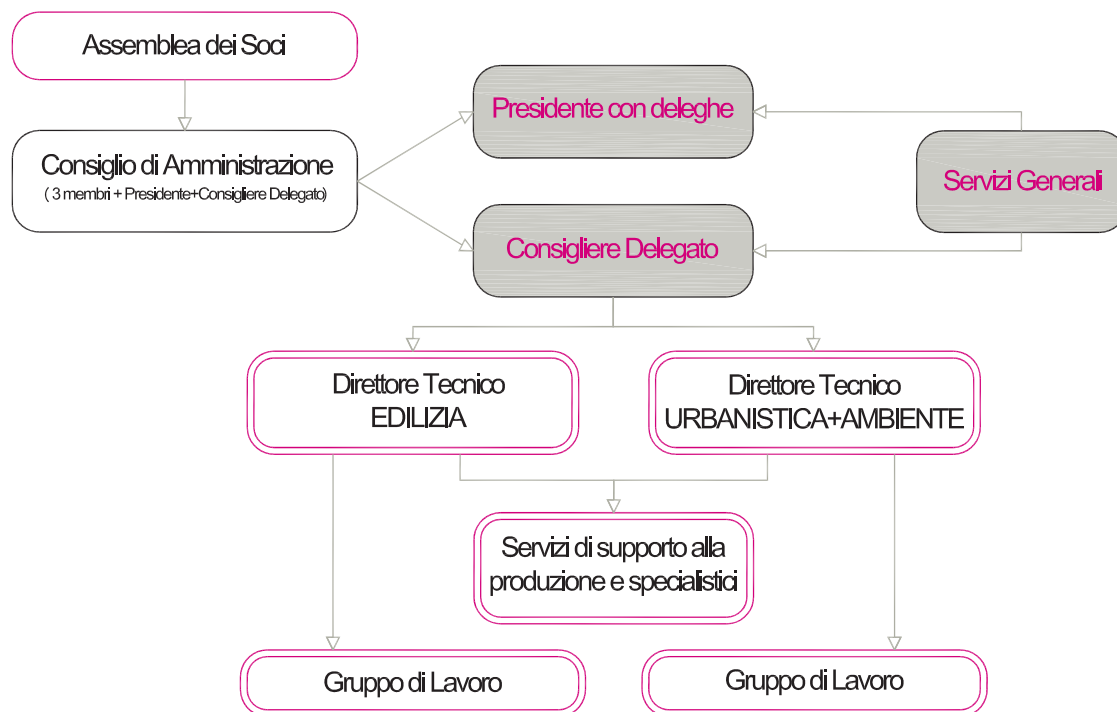 Assemblea dei Soci
Presidente con deleghe
Consiglio di Amministrazione
( 3 membri + Presidente+Consigliere Delegato)
Servizi Generali
Consigliere Delegato
Direttore Tecnico
EDILIZIA
Direttore Tecnico
URBANISTICA+AMBIENTE
Servizi di supporto alla
produzione e specialistici
Gruppo di Lavoro
Gruppo di Lavoro